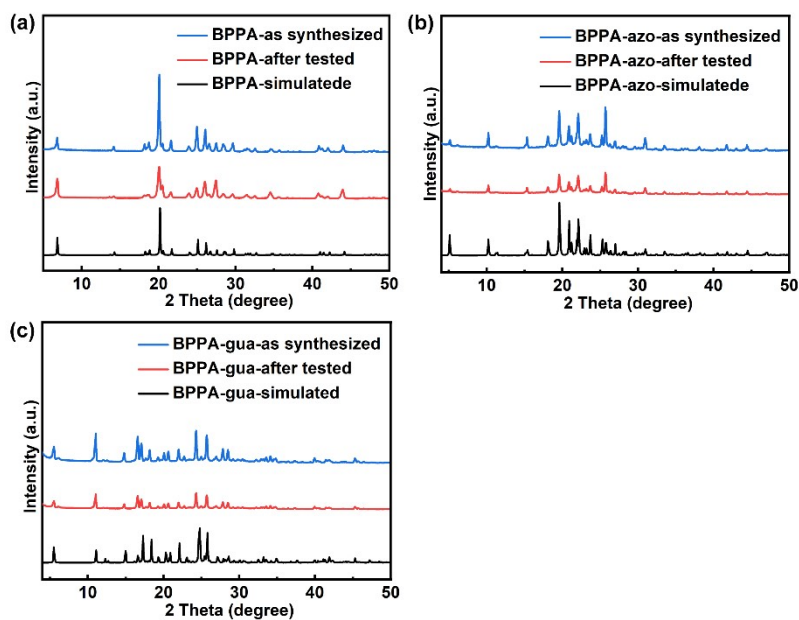 (a)
BPPA-as synthesized
BPPA-after tested
BPPA-simulatede
Intensity (a.u.)
10 20 30 40 50
2 Theta (degree)
(b)
BPPA-azo-as synthesized
BPPA-azo-after tested
BPPA-azo-simulatede
Intensity (a.u.)
10 20 30 40 50
2 Theta (degree)
(c)
BPPA-gua-as synthesized
BPPA-gua-after tested
BPPA-gua-simulated
Intensity (a.u.)
10 20 30 40 50
2 Theta (degree)